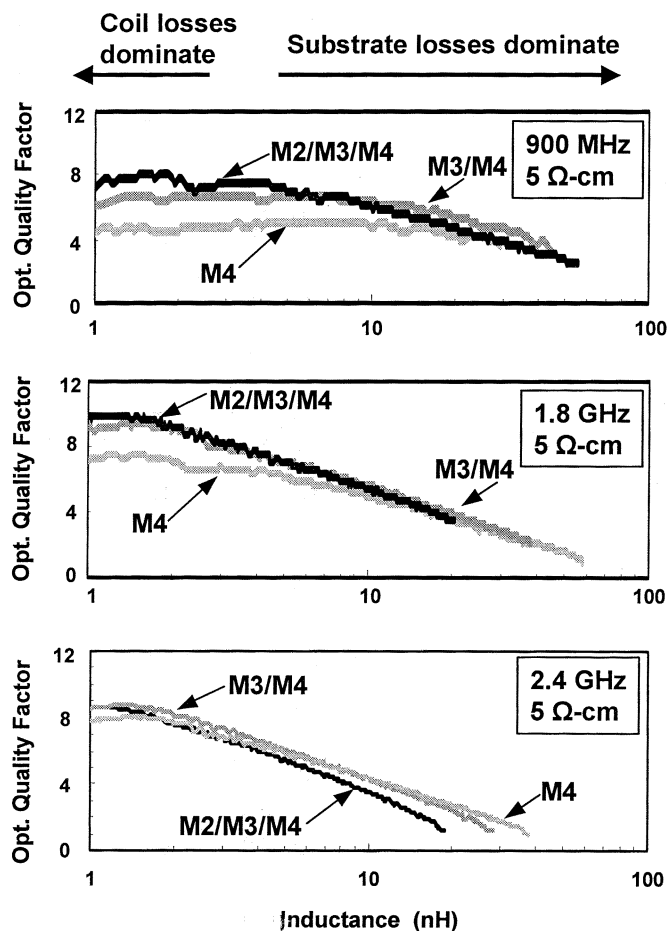 Coil losses
dominate
Substrate losses dominate
Opt. Quality Factor
12
8
4
0
M2/M3/M4
M3/M4
M4
900 MHz
5 Ω-cm
1
10
100
Opt. Quality Factor
12
8
4
0
M2/M3/M4
M3/M4
M4
1.8 GHz
5 Ω-cm
1
10
100
Opt. Quality Factor
12
8
4
0
M3/M4
M4
M2/M3/M4
2.4 GHz
5 Ω-cm
1
10
100
Inductance (nH)